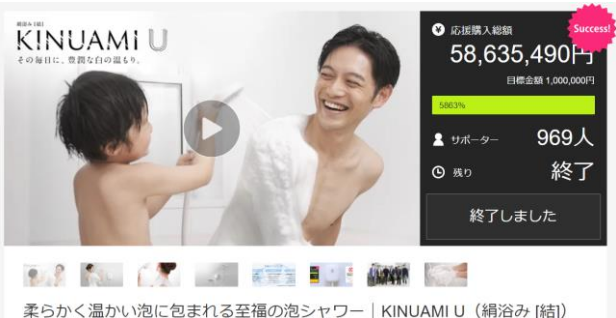 絹浴み [結]
KINUAMI U
その毎日に、豊潤な白の温もり。
応援購入総額
Success!
58,635,490円
目標金額 1,000,000円
5863%
サポーター 969人
残り 終了
終了しました
柔らかく温かい泡に包まれる至福の泡シャワー｜KINUAMI U（絹浴み [結]）